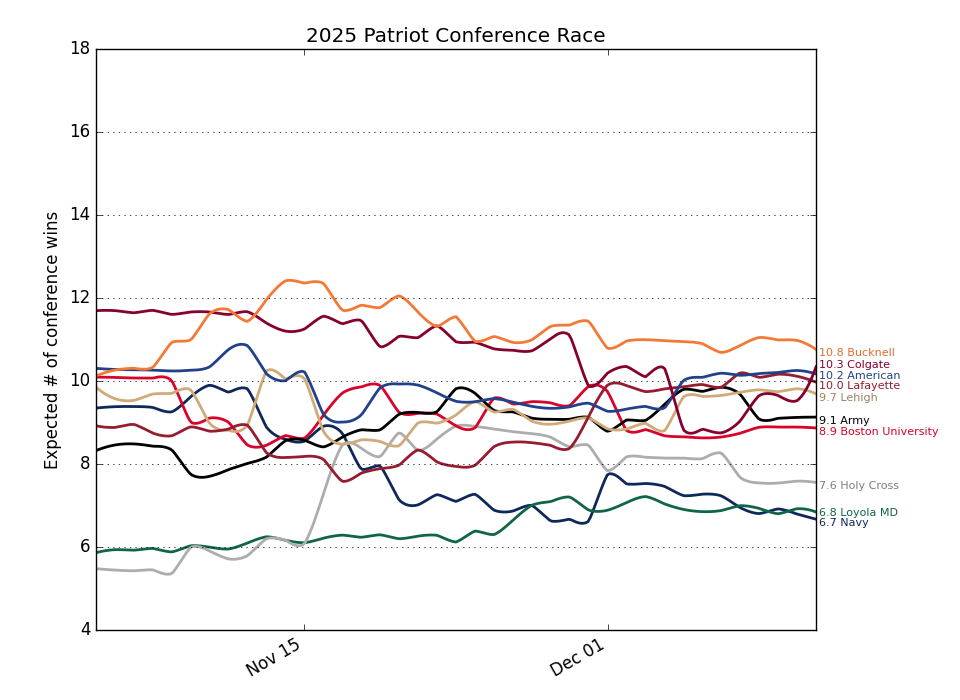 2025 Patriot Conference Race
Expected # of conference wins
18
16
14
12
10
8
6
4
Nov 15
Dec 01
10.8 Bucknell
10.3 Colgate
10.2 American
10.0 Lafayette
9.7 Lehigh
9.1 Army
8.9 Boston University
7.6 Holy Cross
6.8 Loyola MD
6.7 Navy